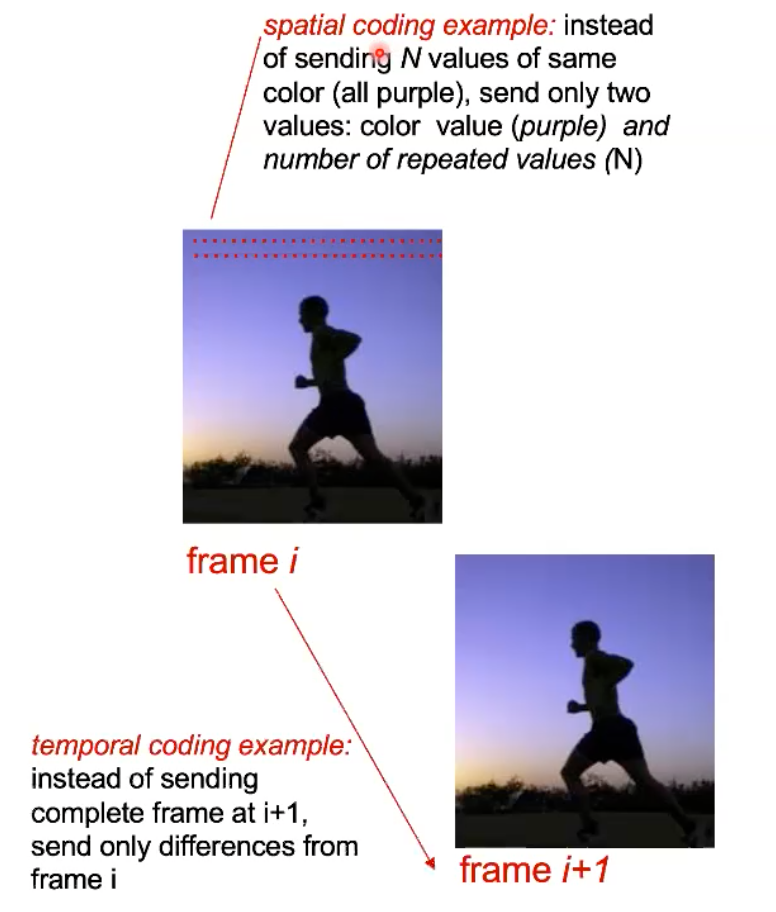 spatial coding example: instead
of sending N values of same
color (all purple), send only two
values: color value (purple) and
number of repeated values (N)
frame i
temporal coding example:
instead of sending
complete frame at i+1,
send only differences from
frame i
frame i+1